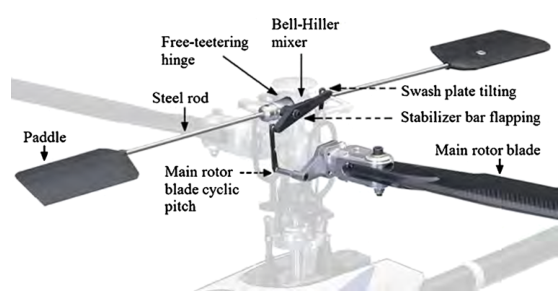 Bell-Hiller
mixer
Free-teetering
hinge
Steel rod
Swash plate tilting
Paddle
Stabilizer bar flapping
Main rotor blade
Main rotor
blade cyclic
pitch